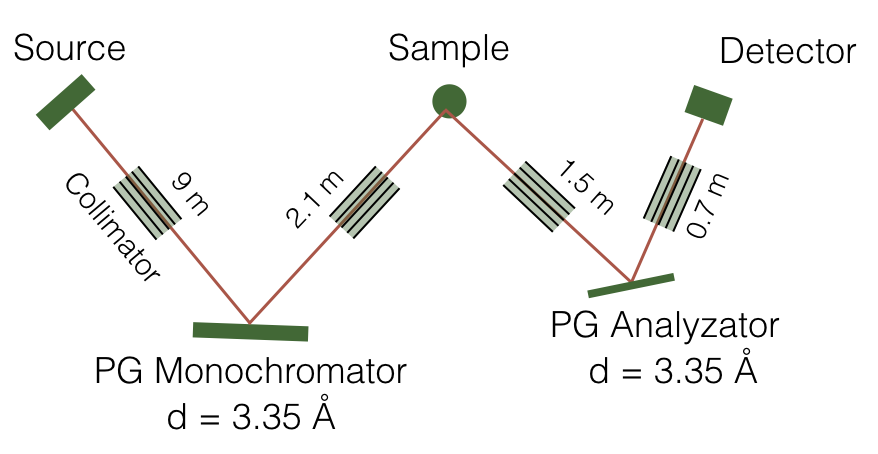 Source
Sample
Detector
Collimator
9 m
2.1 m
1.5 m
0.7 m
PG Monochromator
d = 3.35 Å
PG Analyzator
d = 3.35 Å